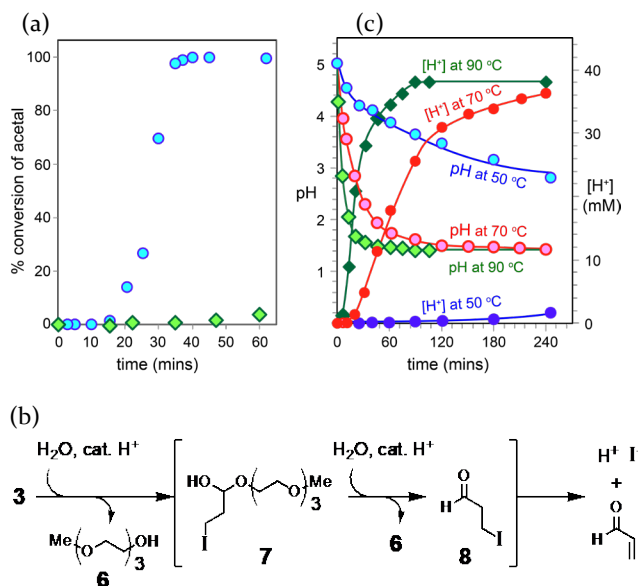 (a)
100
80
60
40
20
0
% conversion of acetal
0 10 20 30 40 50 60
time (mins)
(c)
5
4
3
pH
2
1
[H⁺] at 90 °C
[H⁺] at 70 °C
pH at 50 °C
pH at 70 °C
pH at 90 °C
[H⁺] at 50 °C
40
30
20
[H⁺]
(mM)
10
0
0 60 120 180 240
time (mins)
(b)
H₂O, cat. H⁺
3
Me O OH
3
6
HO O O Me
3
I
7
H₂O, cat. H⁺
6
O
H
I
8
H⁺ I
+
O
H